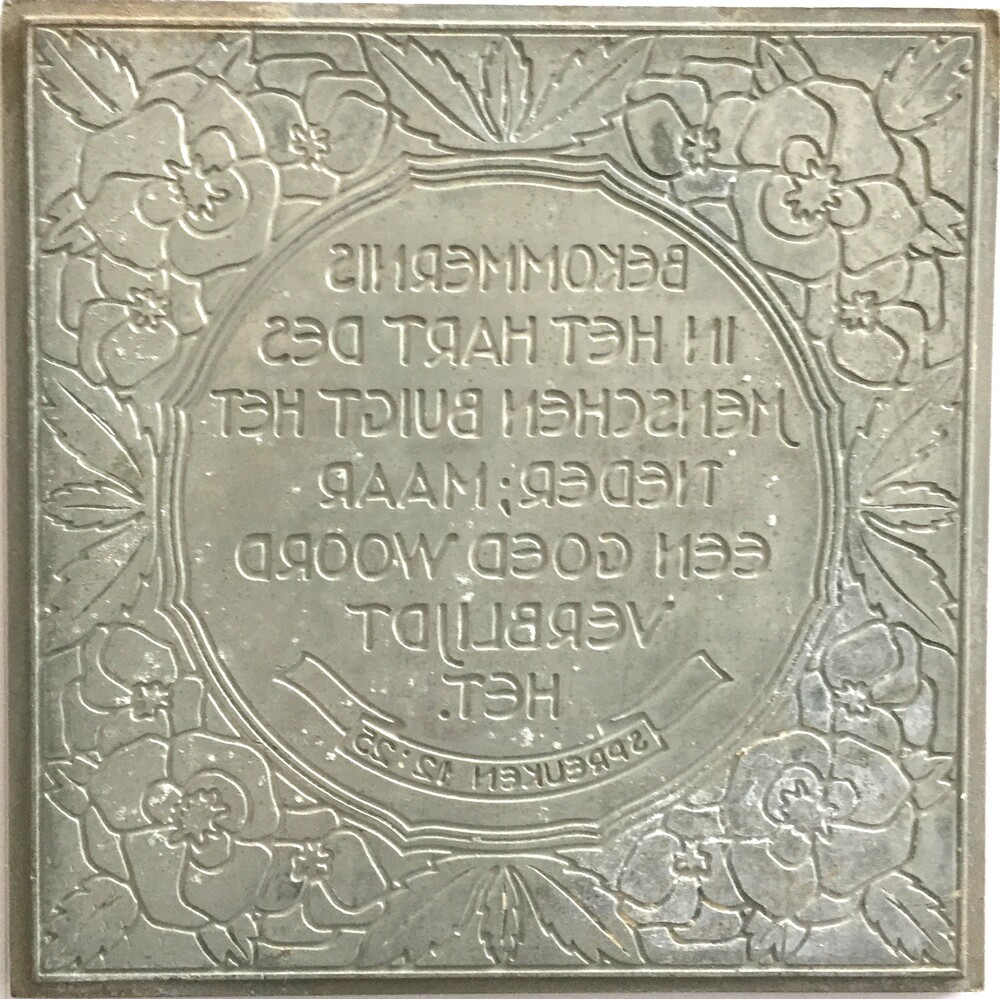 BEKOMMERNIS
IN HET HART DES
MENSCHEN BUIGT HET
NEDER; MAAR
EEN GOED WOORD
VERBLIJDT
HET.
SPREUKEN 12:25